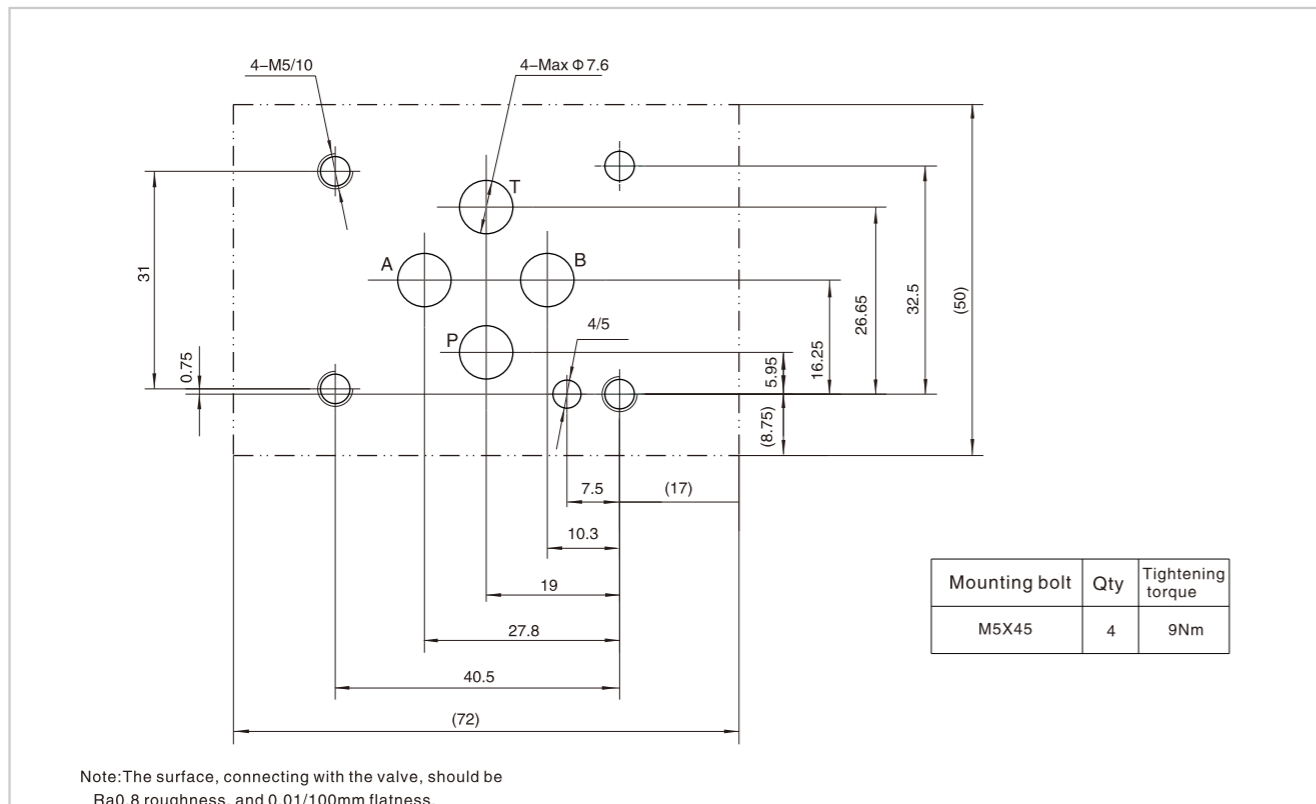 4–M5/10
4–Max Φ 7.6
T
A
B
P
4/5
31
0.75
5.95
16.25
26.65
32.5
(50)
(8.75)
7.5
(17)
10.3
19
27.8
40.5
(72)
Mounting bolt Qty Tightening torque
M5X45 4 9Nm
Note:The surface, connecting with the valve, should be
Ra0.8 roughness, and 0.01/100mm flatness.